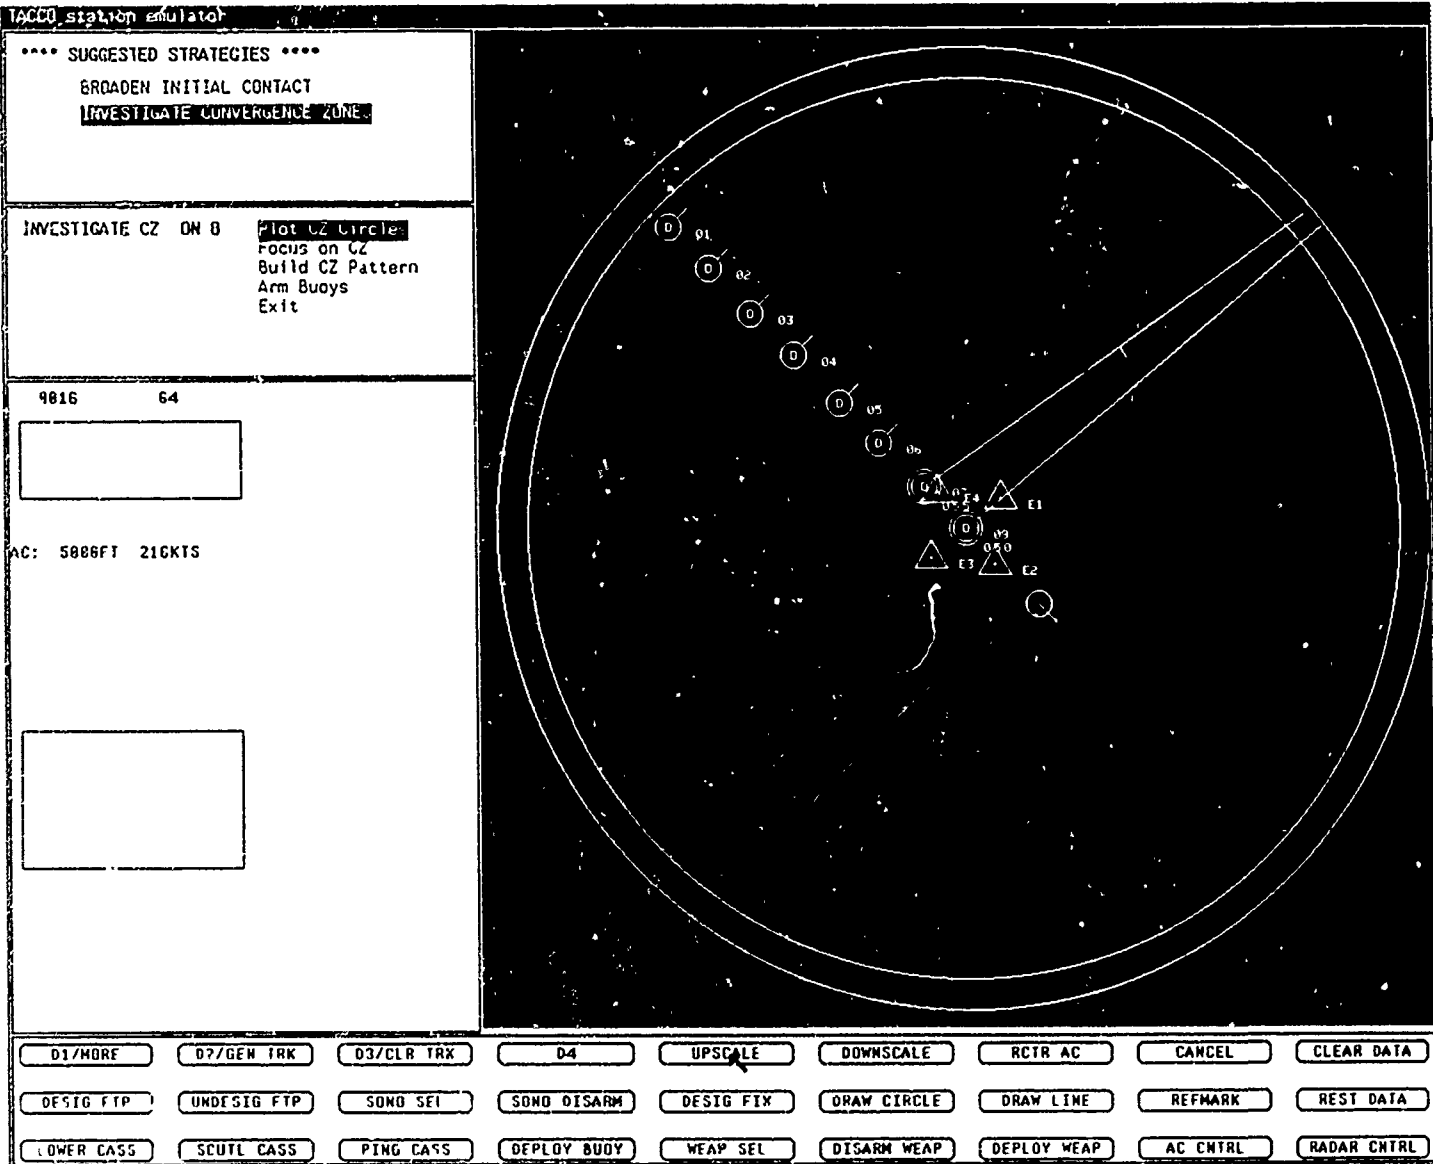 TACCO station emulator
**** SUGGESTED STRATEGIES ****
BROADEN INITIAL CONTACT
INVESTIGATE CONVERGENCE ZONE
INVESTIGATE CZ ON 8
Plot CZ Circles
Focus on CZ
Build CZ Pattern
Arm Buoys
Exit
9816 64
AC: 5000FT 210KTS
D 01
D 02
D 03
D 04
D 05
D 06
D
E4
E1
D 09
050
E3
E2
D1/MORE D2/GEN TRK D3/CLR TRK D4 UPSCALE DOWNSCALE RCTR AC CANCEL CLEAR DATA
DESIG FTP UNDESIG FTP SONO SEL SONO DISARM DESIG FIX DRAW CIRCLE DRAW LINE REFMARK REST DATA
LOWER CASS SCUTL CASS PING CASS DEPLOY BUOY WEAP SEL DISARM WEAP DEPLOY WEAP AC CNTRL RADAR CNTRL